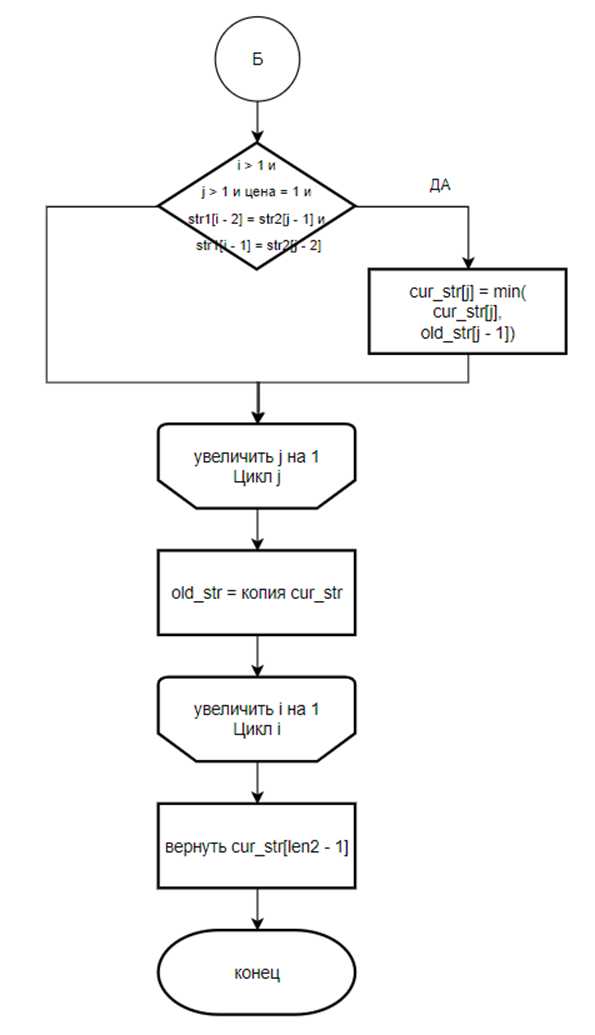 Б
i > 1 и
j > 1 и цена = 1 и
str1[i - 2] = str2[j - 1] и
str1[i - 1] = str2[j - 2]
ДА
cur_str[j] = min(
cur_str[j],
old_str[j - 1])
увеличить j на 1
Цикл j
old_str = копия cur_str
увеличить i на 1
Цикл i
вернуть cur_str[len2 - 1]
конец